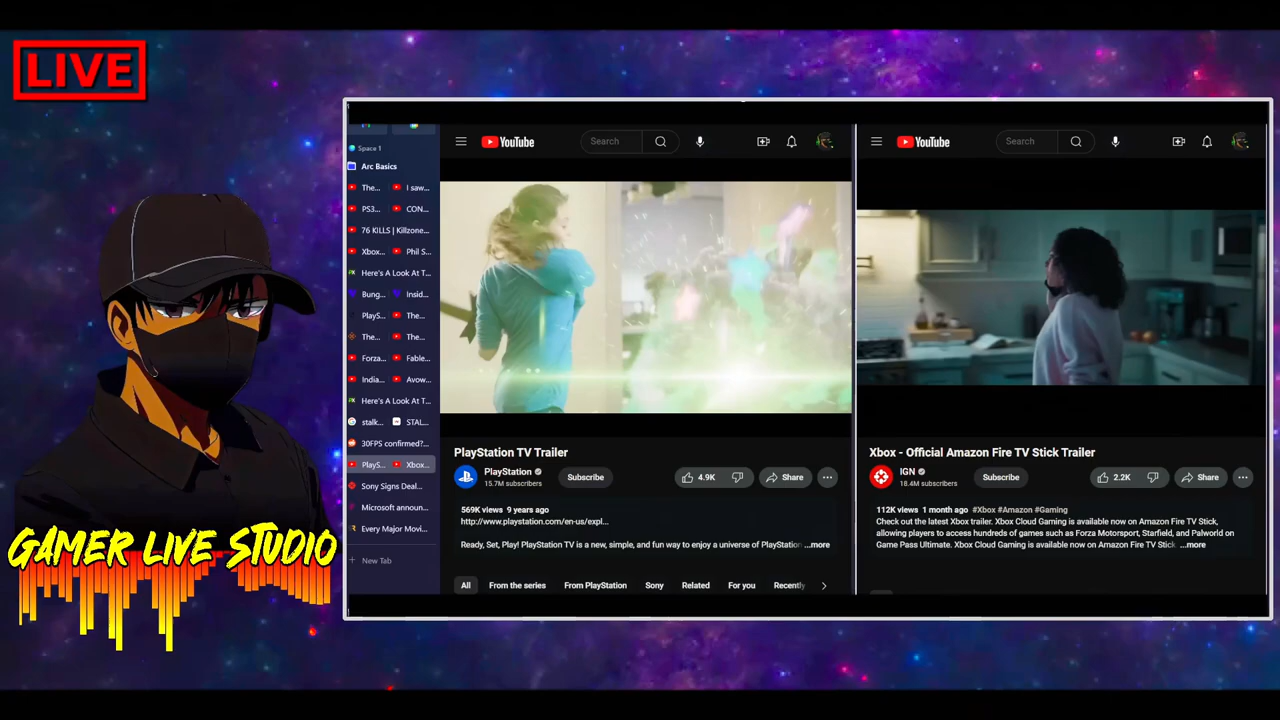 LIVE
GAMER LIVE STUDIO
Space 1
Arc Basics
The... I saw...
PS3... CON...
76 KILLS | Killzone...
Xbox... Phil S...
Here's A Look At T...
Bung... Insid...
PlayS... The...
The... The...
Forza... Fable...
India... Avow...
Here's A Look At T...
stalk... STAL...
30FPS confirmed?...
PlayS... Xbox...
Sony Signs Deal...
Microsoft announ...
Every Major Movi...
New Tab
YouTube
Search
PlayStation TV Trailer
PlayStation
15.7M subscribers
Subscribe
4.9K
Share
569K views 9 years ago
http://www.playstation.com/en-us/expl...
Ready, Set, Play! PlayStation TV is a new, simple, and fun way to enjoy a universe of PlayStation ...more
All From the series From PlayStation Sony Related For you Recently
YouTube
Search
Xbox - Official Amazon Fire TV Stick Trailer
IGN
18.4M subscribers
Subscribe
2.2K
Share
112K views 1 month ago #Xbox #Amazon #Gaming
Check out the latest Xbox trailer. Xbox Cloud Gaming is available now on Amazon Fire TV Stick,
allowing players to access hundreds of games such as Forza Motorsport, Starfield, and Palworld on
Game Pass Ultimate. Xbox Cloud Gaming is available now on Amazon Fire TV Stick ...more